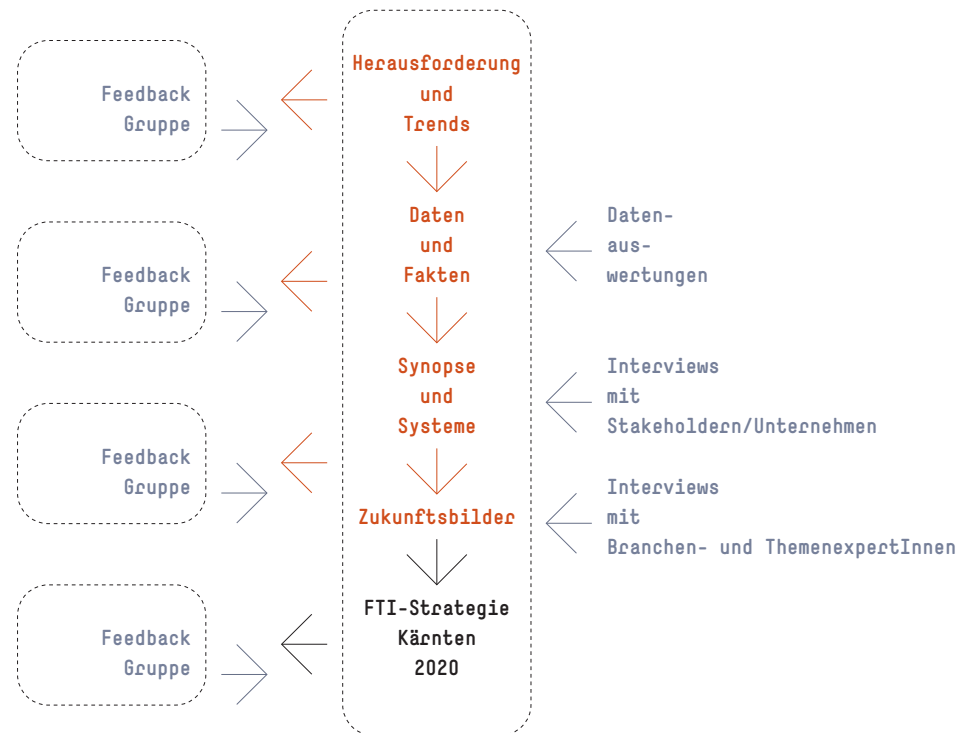 Feedback
Gruppe
Feedback
Gruppe
Feedback
Gruppe
Feedback
Gruppe
Herausforderung
und
Trends
Daten
und
Fakten
Synopse
und
Systeme
Zukunftsbilder
FTI-Strategie
Kärnten
2020
Daten-
aus-
wertungen
Interviews
mit
Stakeholdern/Unternehmen
Interviews
mit
Branchen- und ThemenexpertInnen